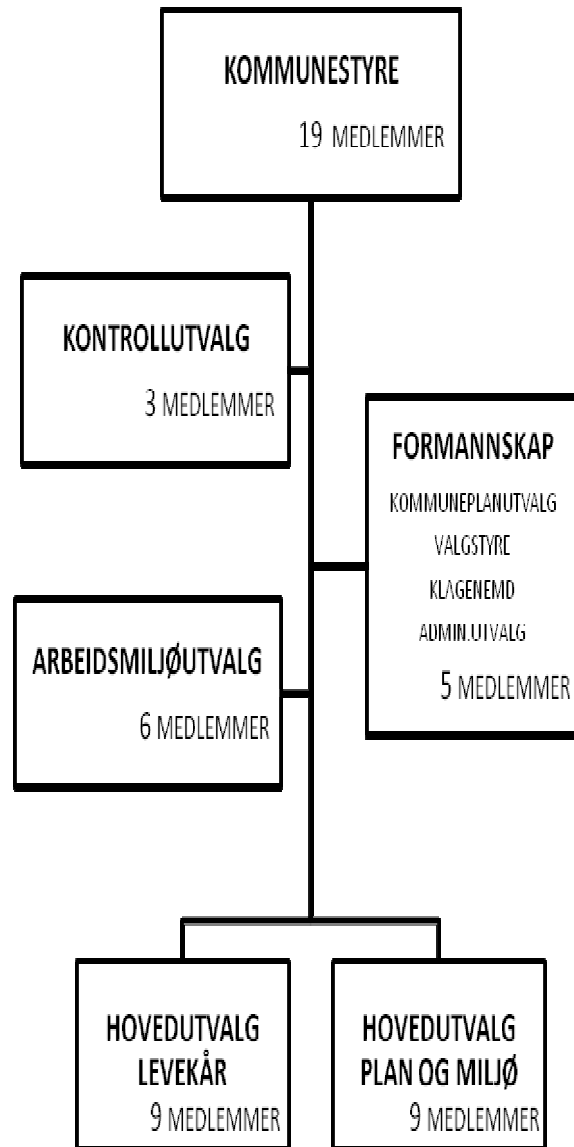 KOMMUNESTYRE
19 MEDLEMMER
KONTROLLUTVALG
3 MEDLEMMER
FORMANNSKAP
KOMMUNEPLANUTVALG
VALGSTYRE
KLAGENEMD
ADMIN.UTVALG
5 MEDLEMMER
ARBEIDSMILJØUTVALG
6 MEDLEMMER
HOVEDUTVALG
LEVEKÅR
9 MEDLEMMER
HOVEDUTVALG
PLAN OG MILJØ
9 MEDLEMMER